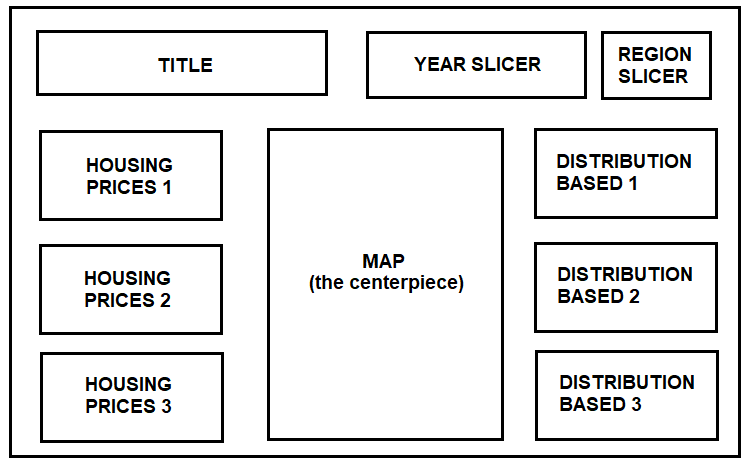 TITLE
YEAR SLICER
REGION
SLICER
HOUSING
PRICES 1
MAP
(the centerpiece)
DISTRIBUTION
BASED 1
HOUSING
PRICES 2
DISTRIBUTION
BASED 2
HOUSING
PRICES 3
DISTRIBUTION
BASED 3